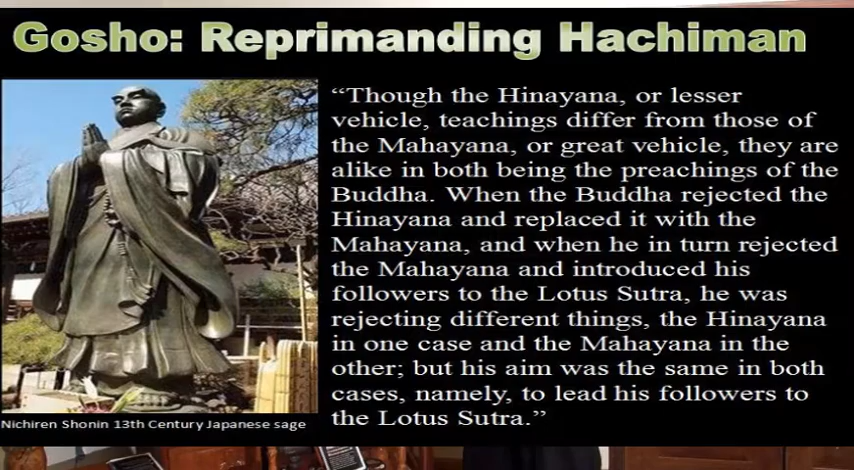 Gosho: Reprimanding Hachiman
“Though the Hinayana, or lesser
vehicle, teachings differ from those of
the Mahayana, or great vehicle, they are
alike in both being the preachings of the
Buddha. When the Buddha rejected the
Hinayana and replaced it with the
Mahayana, and when he in turn rejected
the Mahayana and introduced his
followers to the Lotus Sutra, he was
rejecting different things, the Hinayana
in one case and the Mahayana in the
other; but his aim was the same in both
cases, namely, to lead his followers to
the Lotus Sutra.”
Nichiren Shonin 13th Century Japanese sage